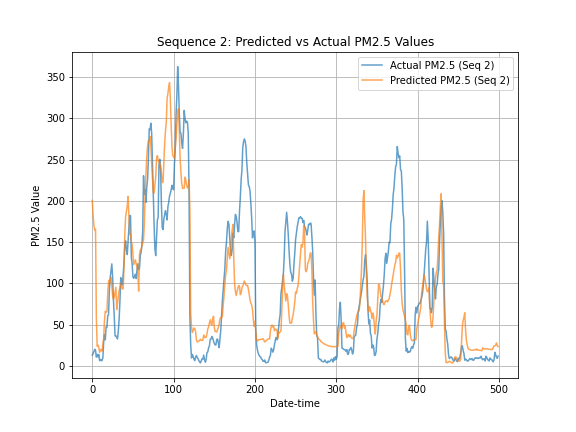 Sequence 2: Predicted vs Actual PM2.5 Values
Actual PM2.5 (Seq 2)
Predicted PM2.5 (Seq 2)
PM2.5 Value
350
300
250
200
150
100
50
0
0 100 200 300 400 500
Date-time